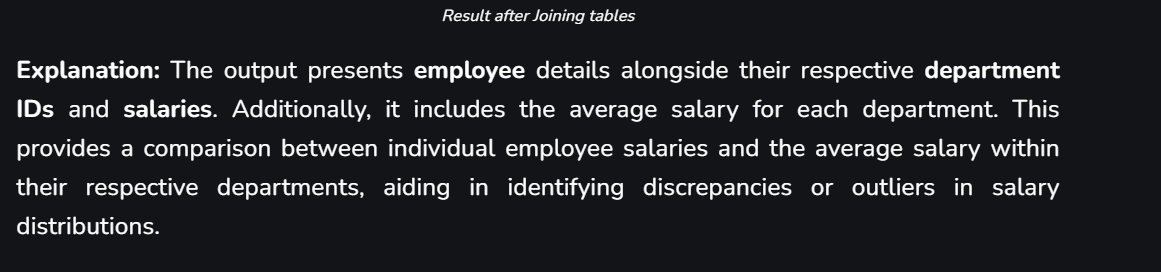 Result after Joining tables
Explanation: The output presents employee details alongside their respective department
IDs and salaries. Additionally, it includes the average salary for each department. This
provides a comparison between individual employee salaries and the average salary within
their respective departments, aiding in identifying discrepancies or outliers in salary
distributions.